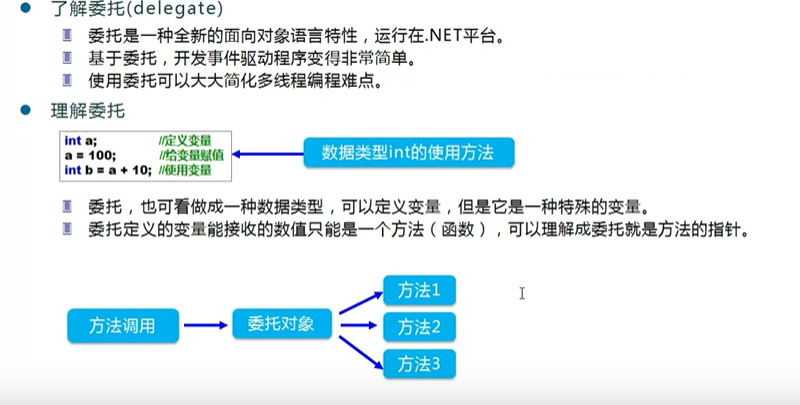 了解委托(delegate)
委托是一种全新的面向对象语言特性，运行在.NET平台。
基于委托，开发事件驱动程序变得非常简单。
使用委托可以大大简化多线程编程难点。
理解委托
int a; //定义变量
a = 100; //给变量赋值
int b = a + 10; //使用变量
数据类型int的使用方法
委托，也可看做成一种数据类型，可以定义变量，但是它是一种特殊的变量。
委托定义的变量能接收的数值只能是一个方法（函数），可以理解成委托就是方法的指针。
方法调用
委托对象
方法1
方法2
方法3